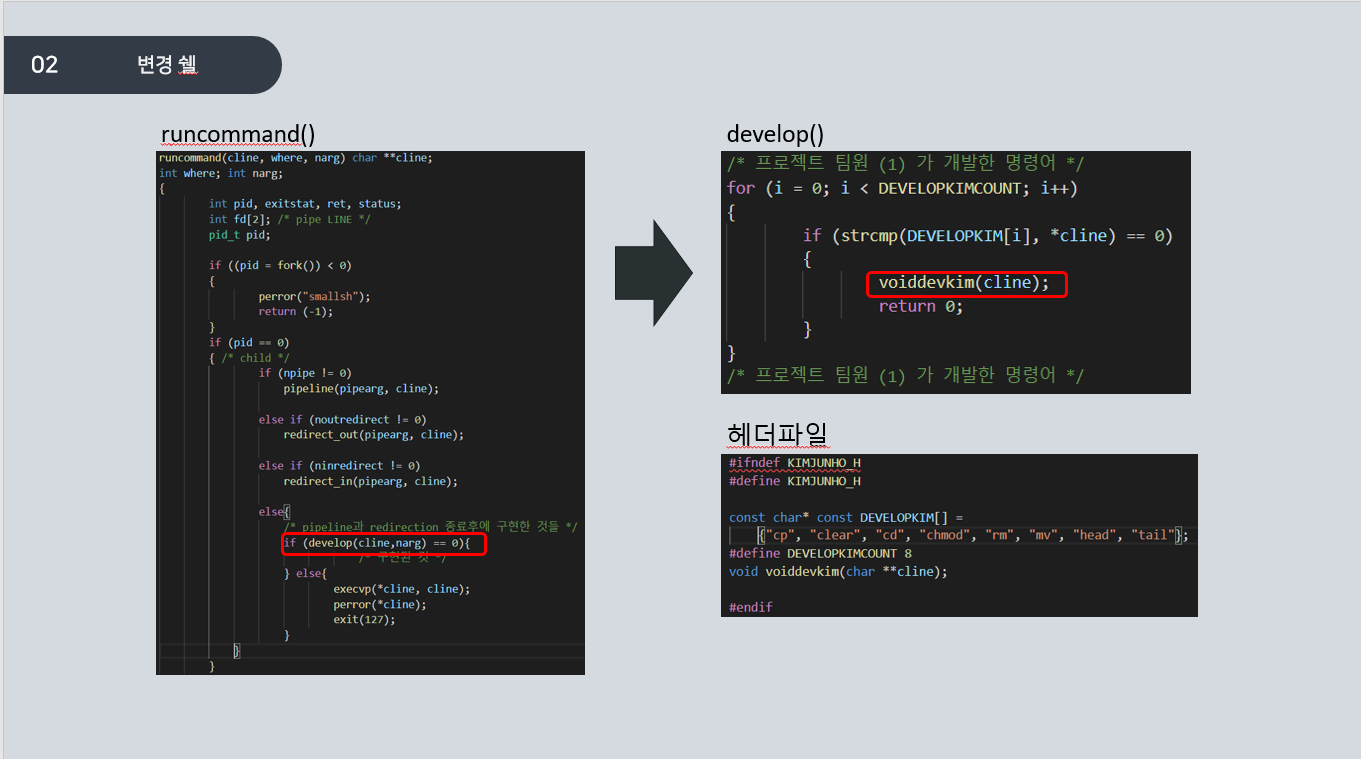 02
변경 쉘
runcommand()
runcommand(cline, where, narg) char **cline;
int where; int narg;
{
int pid, exitstat, ret, status;
int fd[2]; /* pipe LINE */
pid_t pid;
if ((pid = fork()) < 0)
{
perror("smallsh");
return (-1);
}
if (pid == 0)
{ /* child */
if (npipe != 0)
pipeline(pipearg, cline);
else if (noutredirect != 0)
redirect_out(pipearg, cline);
else if (ninredirect != 0)
redirect_in(pipearg, cline);
else{
/* pipeline과 redirection 종료후에 구현한 것들 */
if (develop(cline,narg) == 0){
/* 구현된 것 */
} else{
execvp(*cline, cline);
perror(*cline);
exit(127);
}
}
}
develop()
/* 프로젝트 팀원 (1) 가 개발한 명령어 */
for (i = 0; i < DEVELOPKIMCOUNT; i++)
{
if (strcmp(DEVELOPKIM[i], *cline) == 0)
{
voiddevkim(cline);
return 0;
}
}
/* 프로젝트 팀원 (1) 가 개발한 명령어 */
헤더파일
#ifndef KIMJUNHO_H
#define KIMJUNHO_H
const char* const DEVELOPKIM[] =
{"cp", "clear", "cd", "chmod", "rm", "mv", "head", "tail"};
#define DEVELOPKIMCOUNT 8
void voiddevkim(char **cline);
#endif